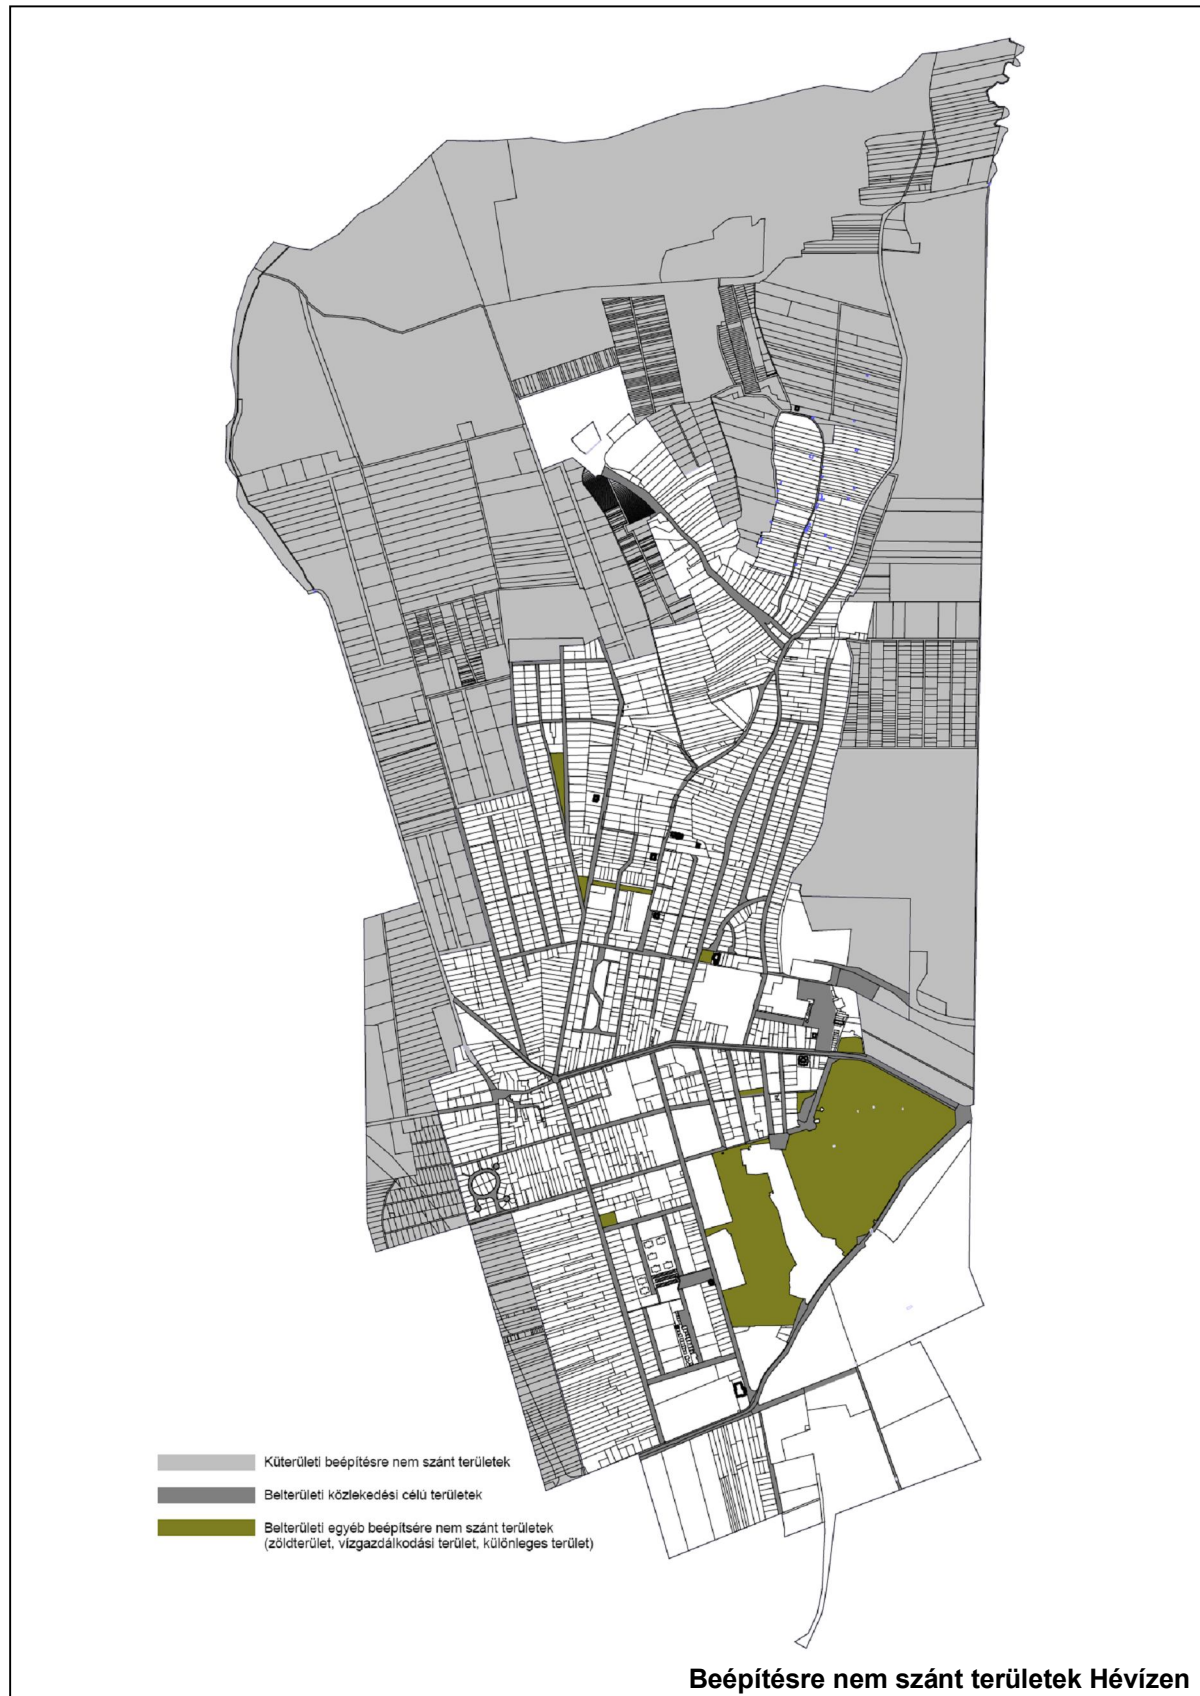 Küterületi beépítésre nem szánt területek
Belterületi közlekedési célú területek
Belterületi egyéb beépítsére nem szánt területek
(zöldterület, vízgazdálkodási terület, különleges terület)
Beépítésre nem szánt területek Hévízen